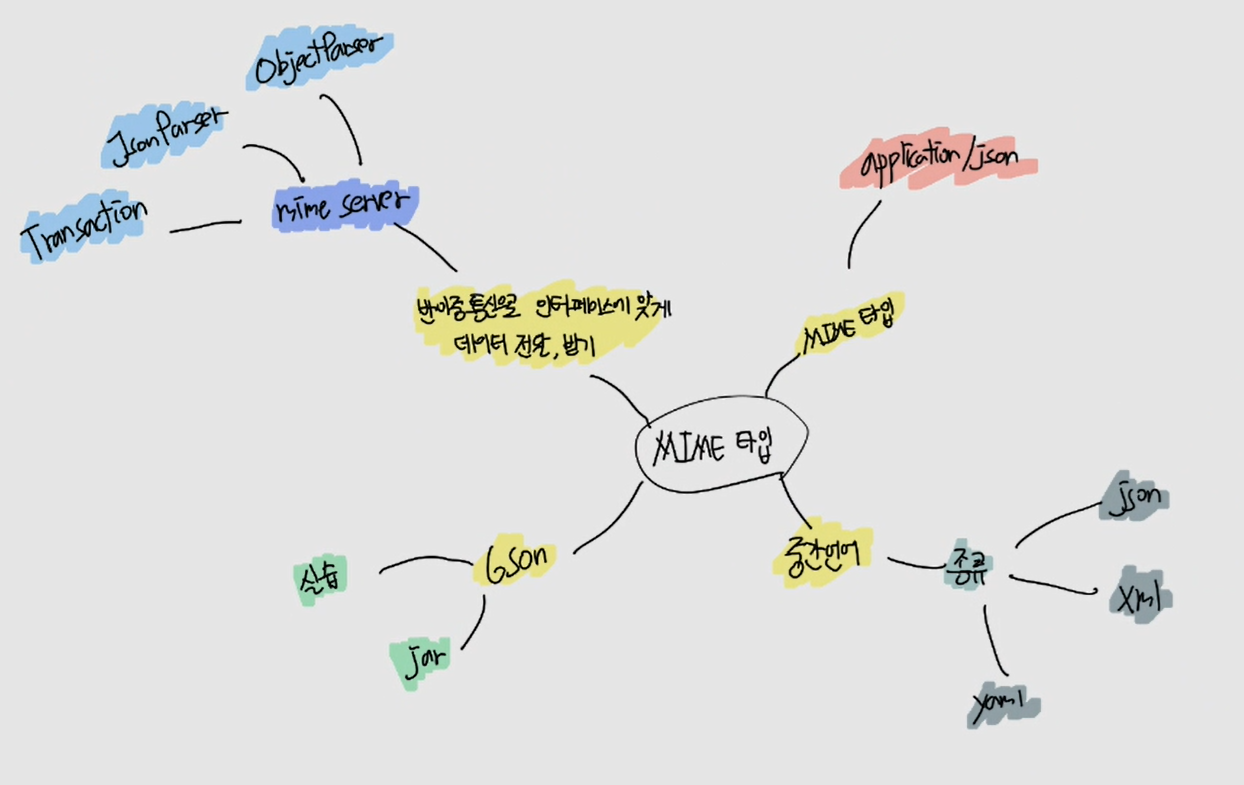 ObjectParser
JsonParser
Transaction
mime server
application/json
반이중통신으로 인터페이스에 맞게
데이터 전달, 받기
MIME 타입
MIME 타입
Gson
실습
jar
중간언어
종류
json
xml
yaml